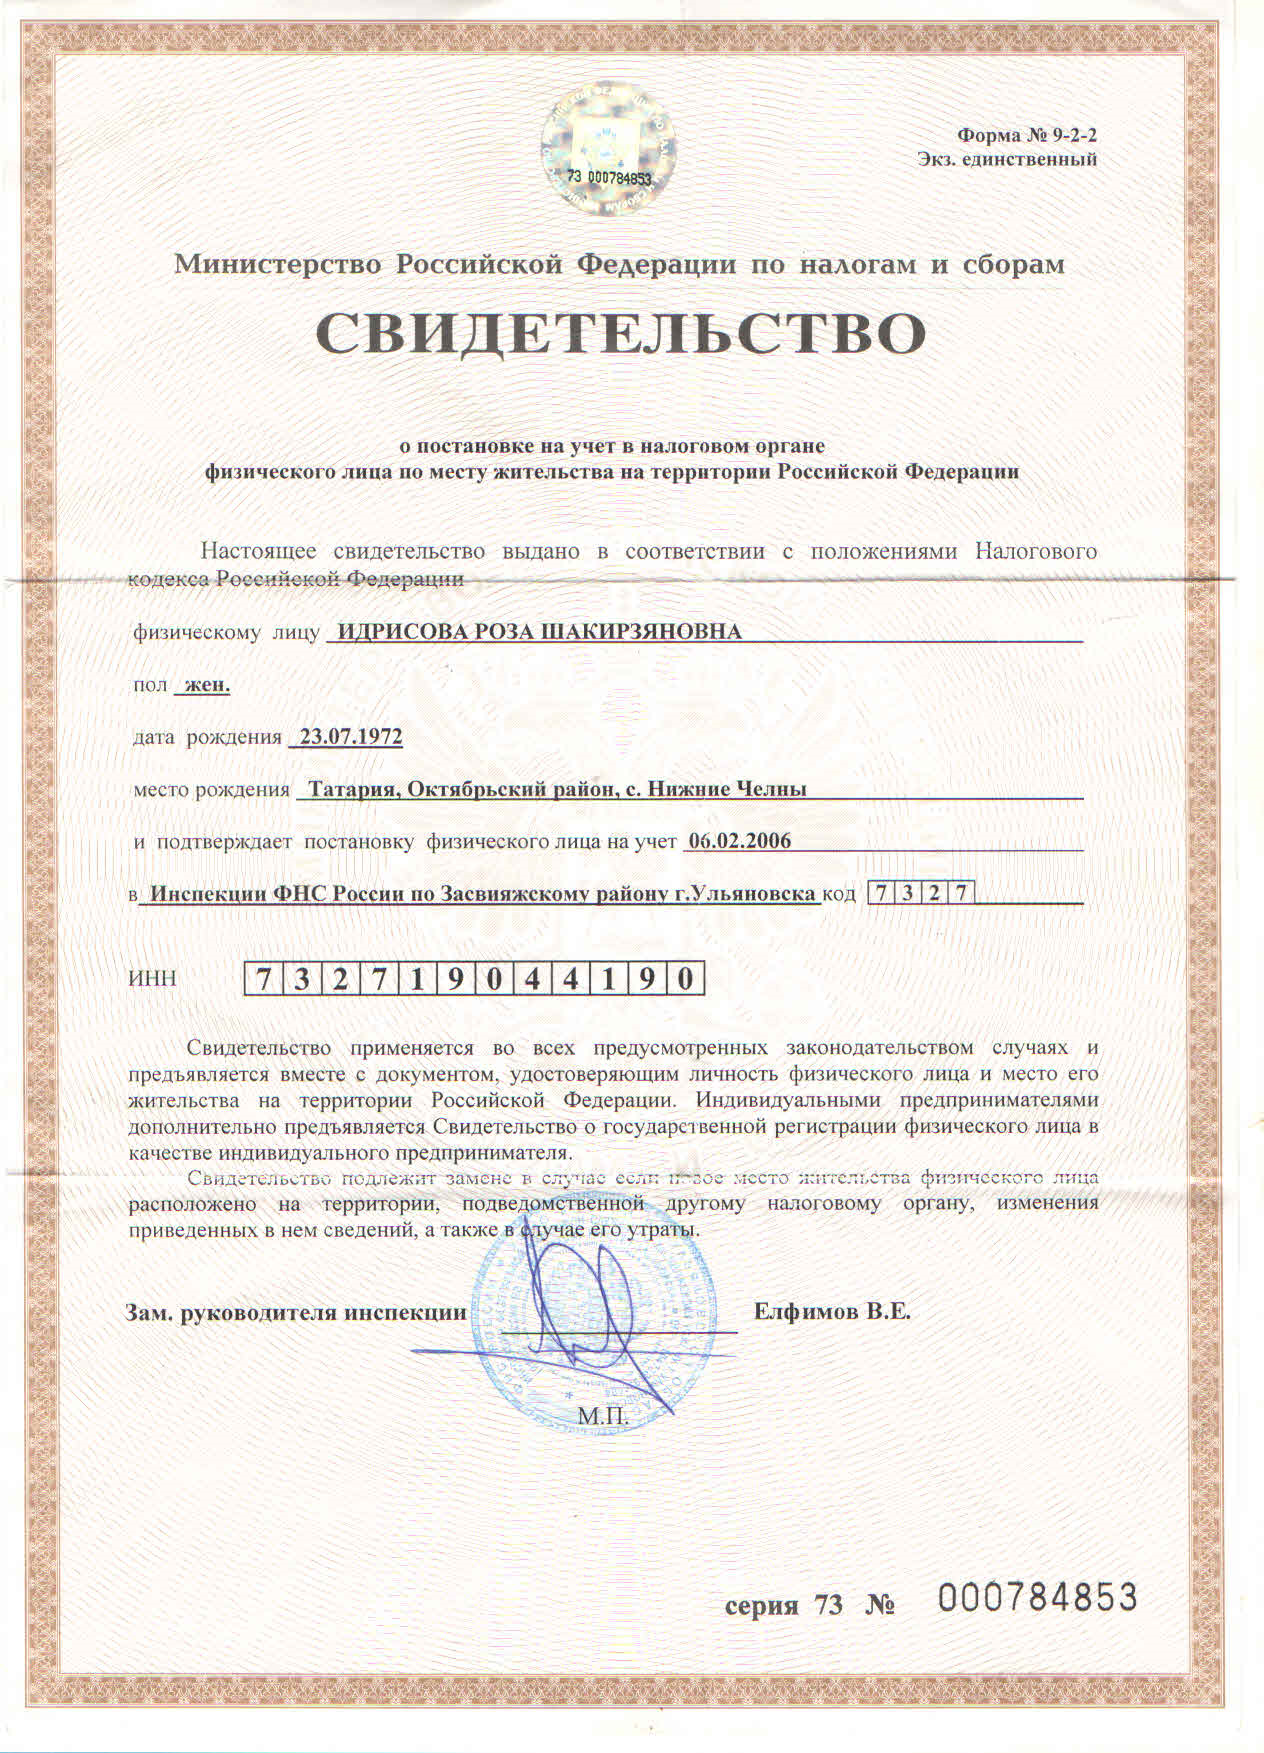 73 000784853
Форма № 9-2-2
Экз. единственный
Министерство Российской Федерации по налогам и сборам
СВИДЕТЕЛЬСТВО
о постановке на учет в налоговом органе
физического лица по месту жительства на территории Российской Федерации
Настоящее свидетельство выдано в соответствии с положениями Налогового
кодекса Российской Федерации
физическому лицу ИДРИСОВА РОЗА ШАКИРЗЯНОВНА
пол жен.
дата рождения 23.07.1972
место рождения Татария, Октябрьский район, с. Нижние Челны
и подтверждает постановку физического лица на учет 06.02.2006
в Инспекции ФНС России по Засвияжскому району г.Ульяновска код 7327
ИНН 732719044190
Свидетельство применяется во всех предусмотренных законодательством случаях и
предъявляется вместе с документом, удостоверяющим личность физического лица и место его
жительства на территории Российской Федерации. Индивидуальными предпринимателями
дополнительно предъявляется Свидетельство о государственной регистрации физического лица в
качестве индивидуального предпринимателя.
Свидетельство подлежит замене в случае если новое место жительства физического лица
расположено на территории, подведомственной другому налоговому органу, изменения
приведенных в нем сведений, а также в случае его утраты.
Зам. руководителя инспекции Елфимов В.Е.
М.П.
серия 73 № 000784853